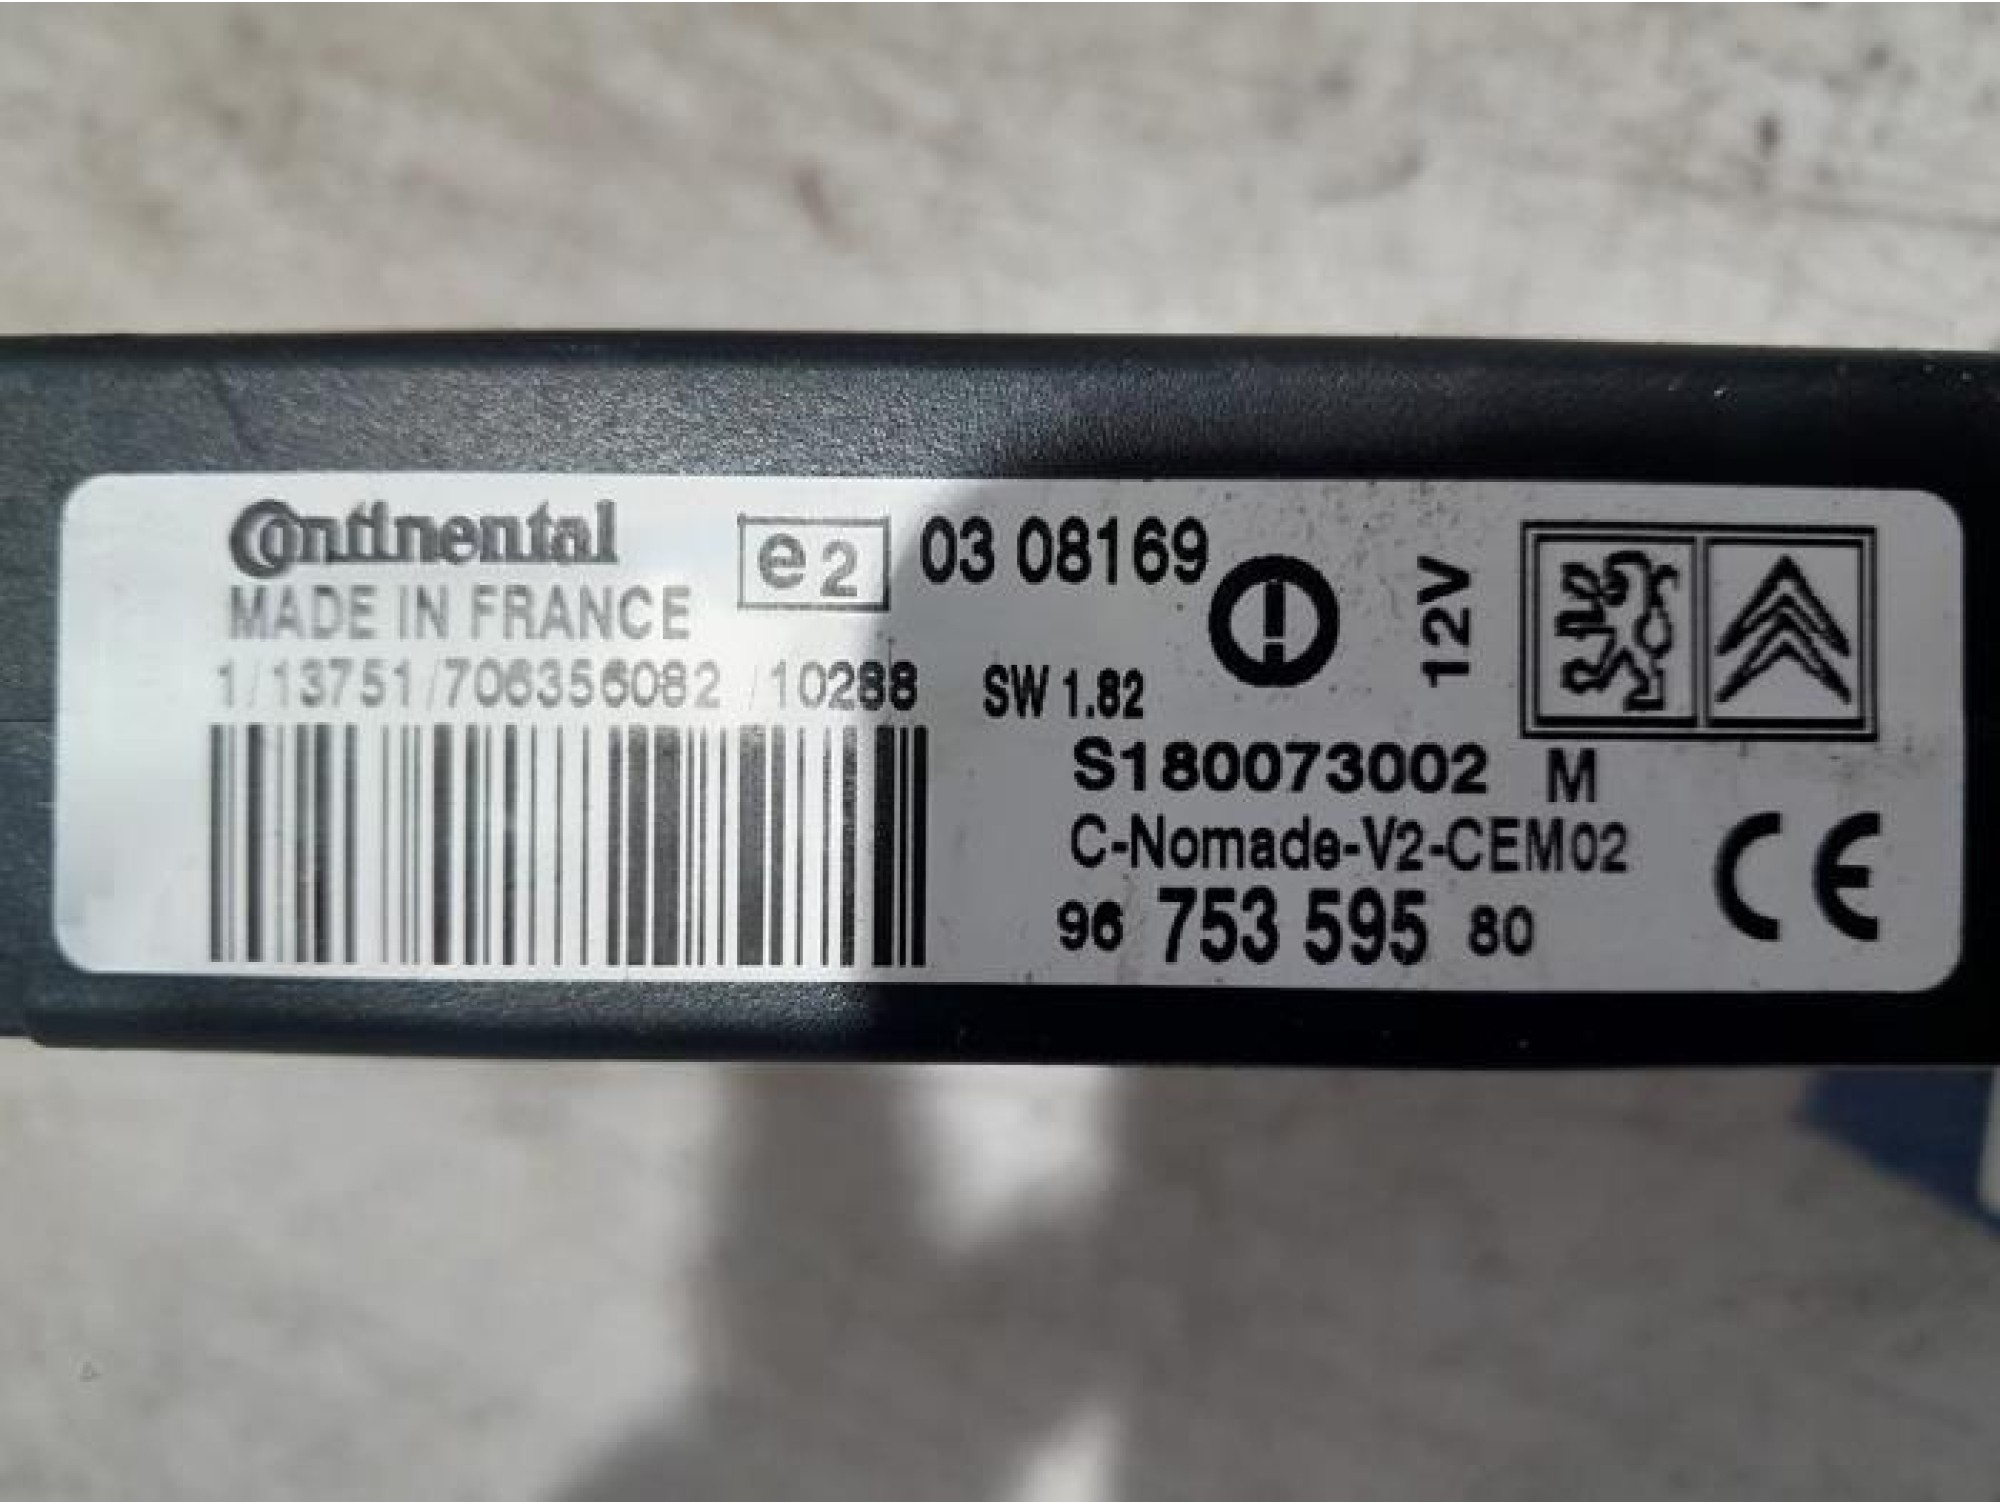 Continental
e2 03 08169
MADE IN FRANCE
12V
1/13751/706356082 /10288 SW 1.82
S180073002 M
C-Nomade-V2-CEM02
96 753 595 80
CE